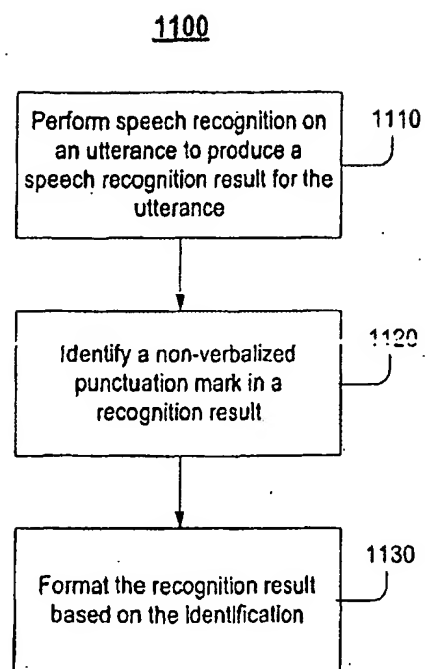 1100
Perform speech recognition on
1110
an utterance to produce a
speech recognition result for the
utterance
Identify a non-verbalized
1120
punctuation mark in a
recognition result
Format the recognition result
1130
based on the identification